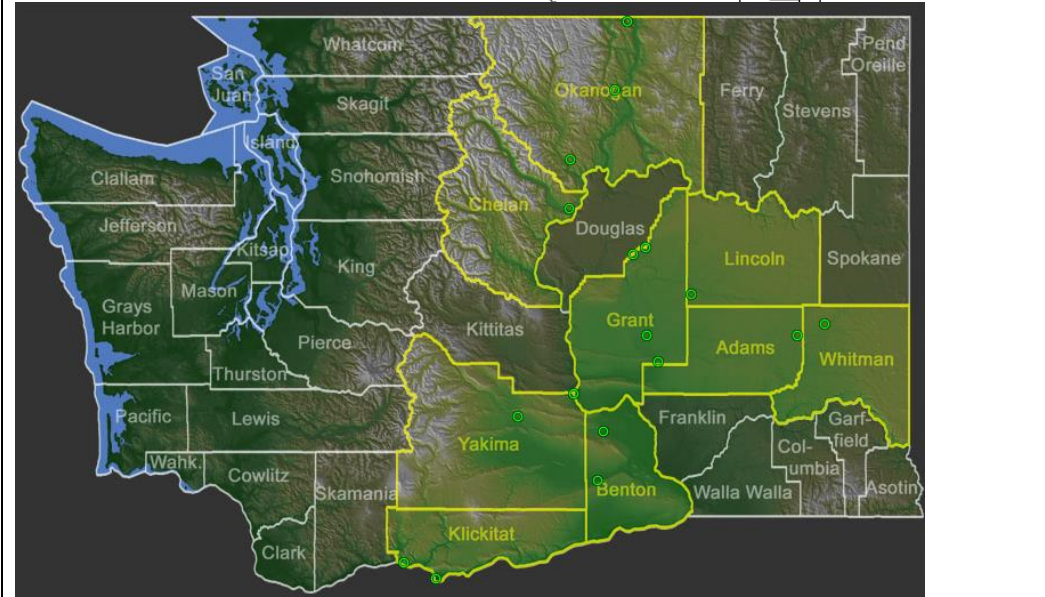 Whatcom
Pend
Oreille
San
Juan
Okanogan
Ferry
Skagit
Stevens
Island
Clallam
Snohomish
Chelan
Jefferson
Douglas
Kitsap
King
Lincoln
Spokane
Mason
Grays
Harbor
Grant
Kittitas
Pierce
Adams
Whitman
Thurston
Pacific
Lewis
Franklin
Garf-
field
Yakima
Col-
umbia
Wahk.
Cowlitz
Skamania
Benton
Walla Walla
Asotin
Klickitat
Clark